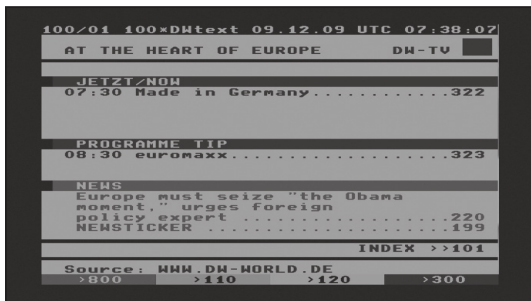 100/01 100*DWtext 09.12.09 UTC 07:38:07
AT THE HEART OF EUROPE DW-TV
JETZT/NOW
07:30 Made in Germany............322
PROGRAMME TIP
08:30 euromaxx...................323
NEWS
Europe must seize "the Obama
moment," urges foreign
policy expert ...................220
NEWSTICKER ......................199
INDEX >>101
Source: WWW.DW-WORLD.DE
>800 >110 >120 >300